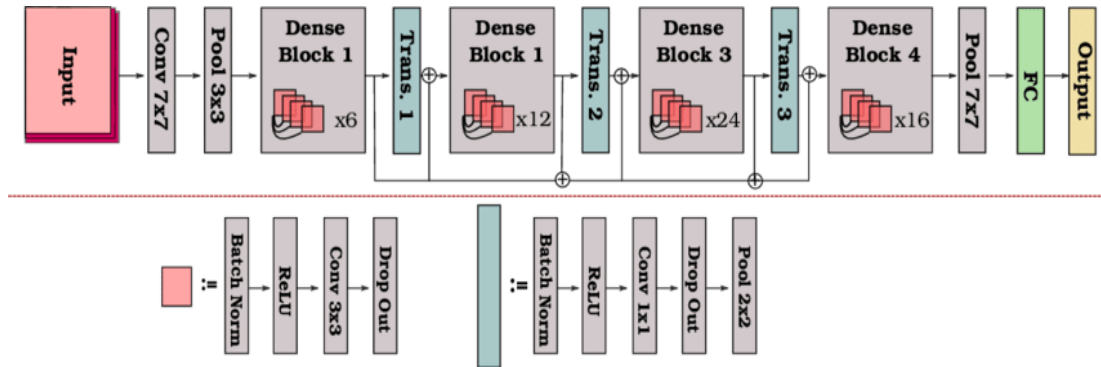 Input
Conv 7x7
Pool 3x3
Dense
Block 1
x6
Trans. 1
Dense
Block 1
x12
Trans. 2
Dense
Block 3
x24
Trans. 3
Dense
Block 4
x16
Pool 7x7
FC
Output
::=
Batch Norm
ReLU
Conv 3x3
Drop Out
::=
Batch Norm
ReLU
Conv 1x1
Drop Out
Pool 2x2